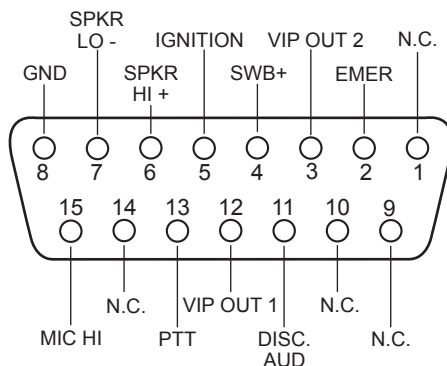 SPKR
LO -
IGNITION
VIP OUT 2
N.C.
GND
SPKR
HI +
SWB+
EMER
8 7 6 5 4 3 2 1
15 14 13 12 11 10 9
N.C.
VIP OUT 1
N.C.
MIC HI
PTT
DISC.
AUD
N.C.